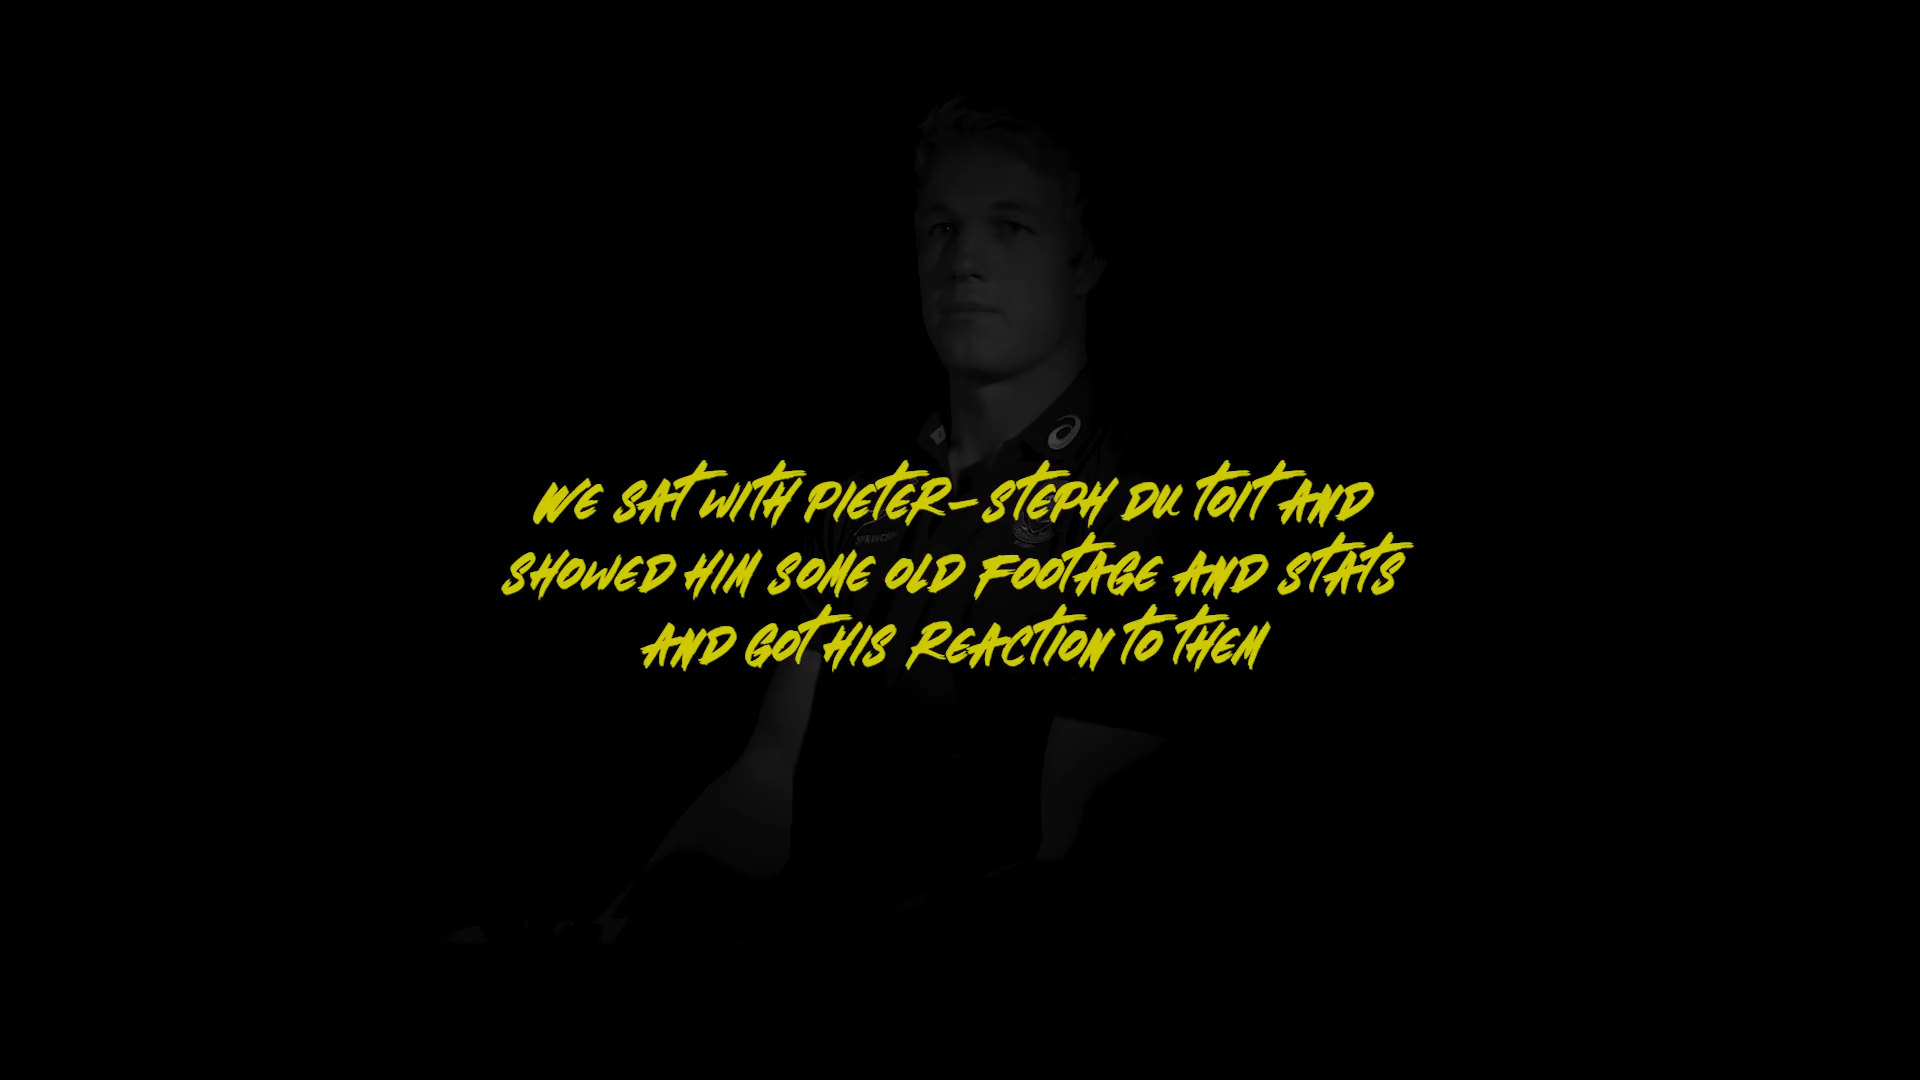 WE SAT WITH PIETER-STEPH DU TOIT AND
SHOWED HIM SOME OLD FOOTAGE AND STATS
AND GOT HIS REACTION TO THEM